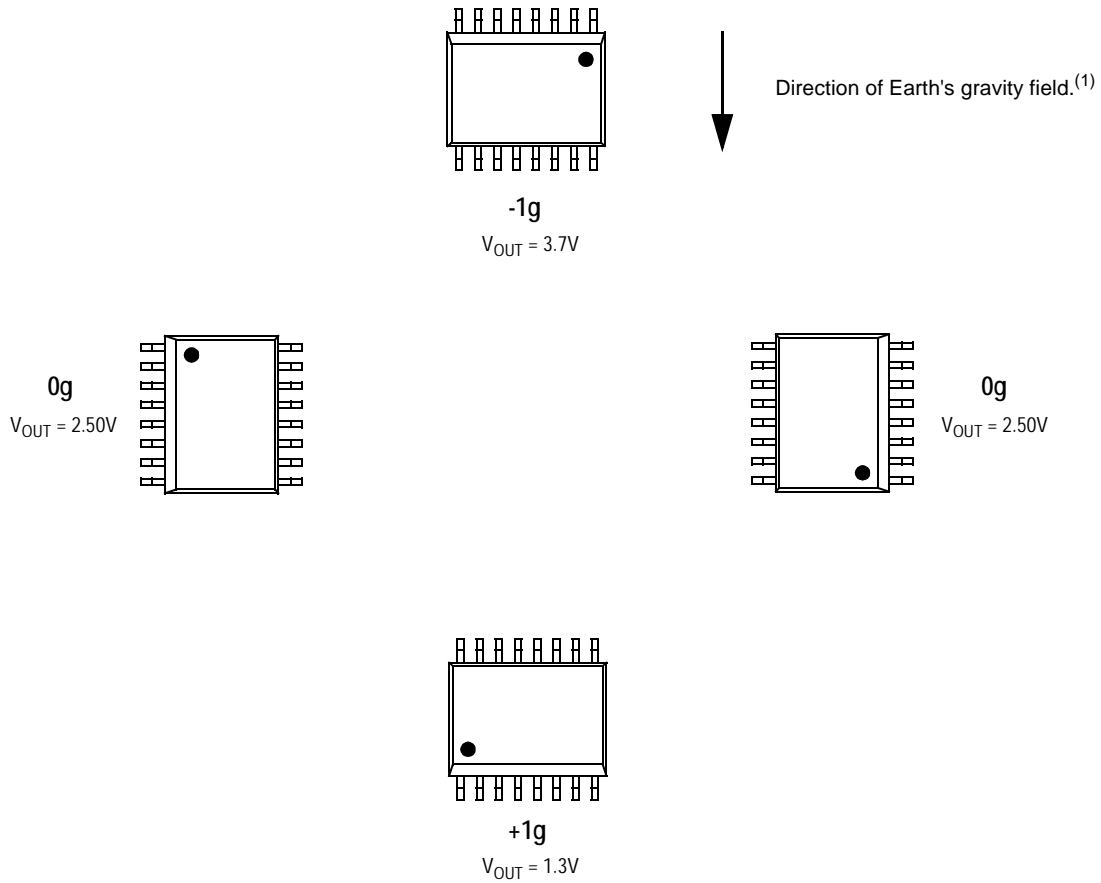 Direction of Earth's gravity field.(1)
-1g
VOUT = 3.7V
0g
VOUT = 2.50V
0g
VOUT = 2.50V
+1g
VOUT = 1.3V